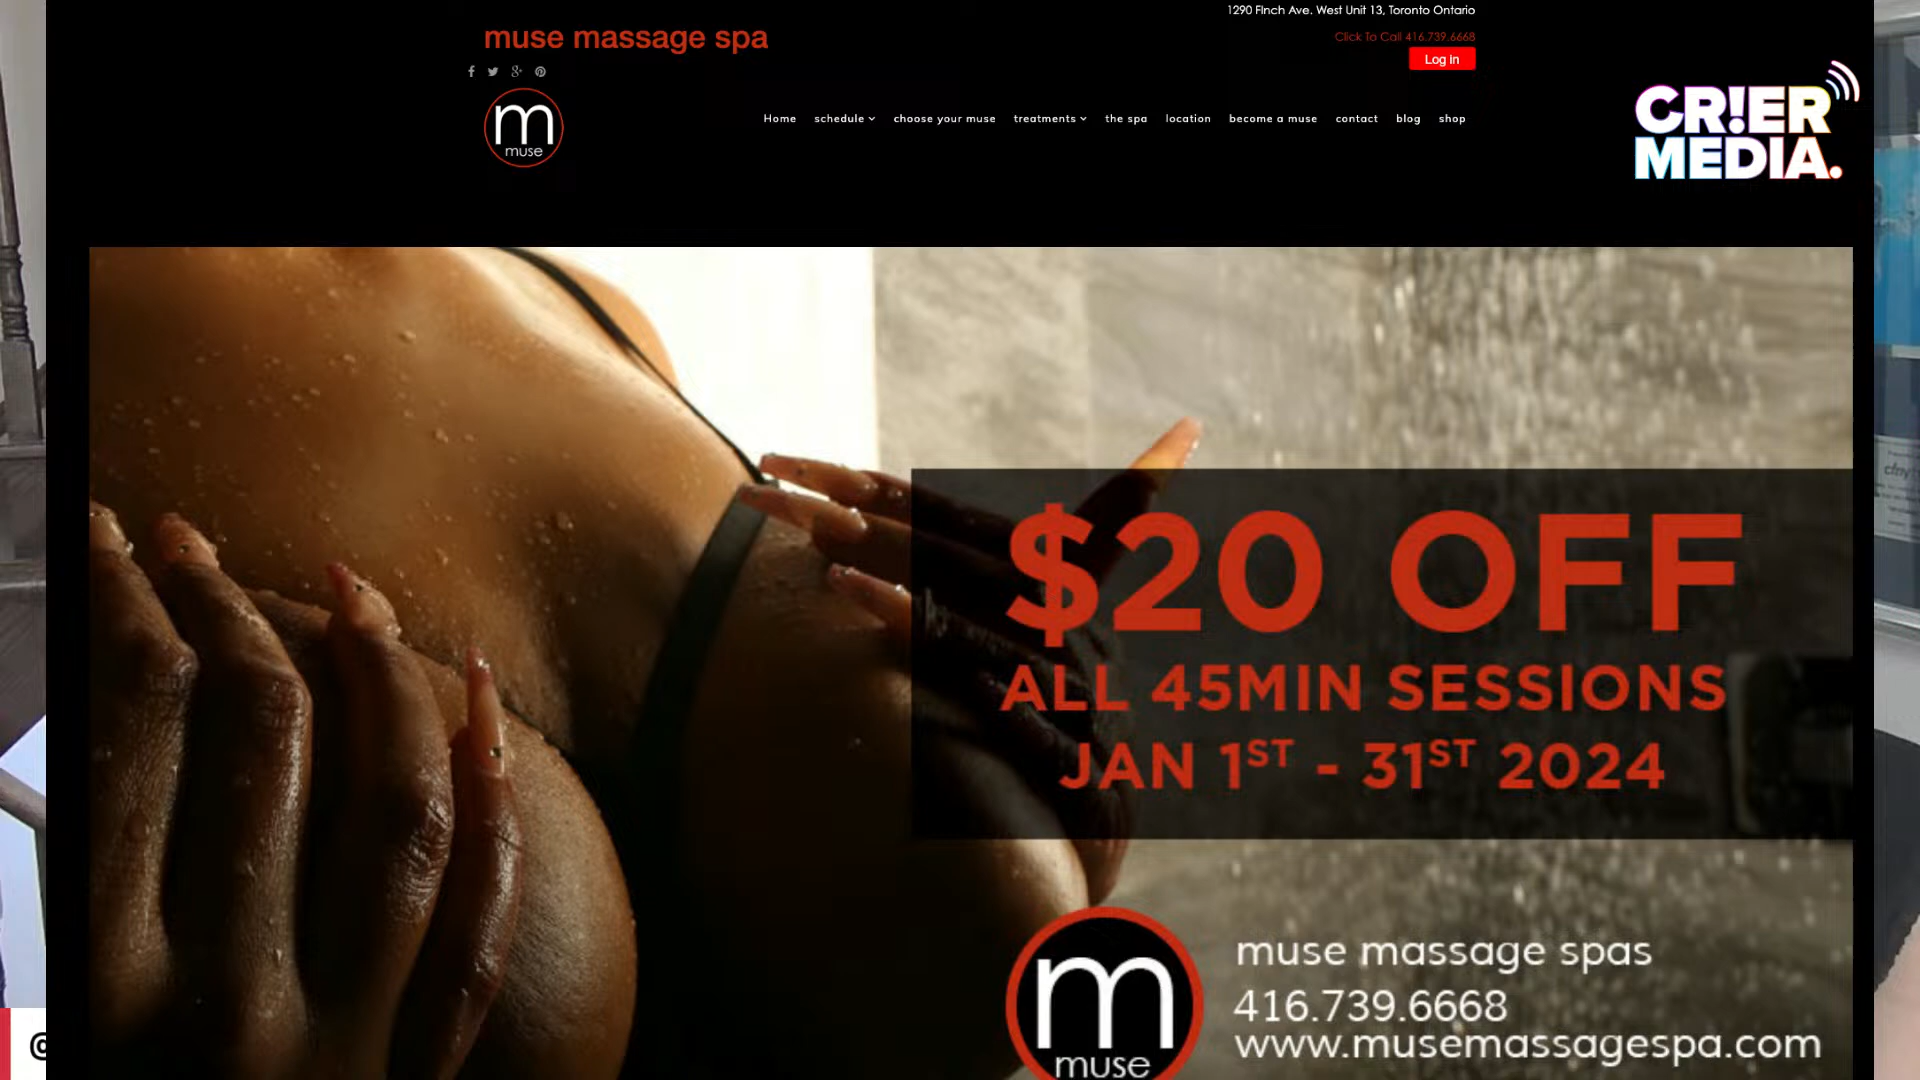 1290 Finch Ave. West Unit 13, Toronto Ontario
muse massage spa
Click To Call 416.739.6668
Log in
m
muse
Home schedule choose your muse treatments the spa location become a muse contact blog shop
CR!ER
MEDIA.
$20 OFF
ALL 45MIN SESSIONS
JAN 1ST - 31ST 2024
m
muse
muse massage spas
416.739.6668
www.musemassagespa.com
@